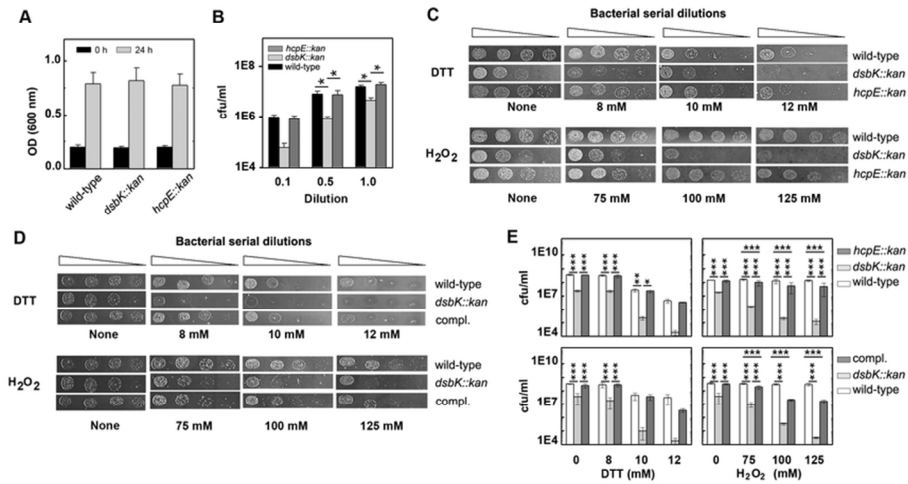 A
0 h 24 h
1.0
0.5
0.0
OD (600 nm)
wild-type
dsbK::kan
hcpE::kan
B
hcpE::kan
dsbK::kan
wild-type
1E8
1E6
1E4
cfu/ml
* * * *
0.1 0.5 1.0
Dilution
C
Bacterial serial dilutions
DTT
wild-type
dsbK::kan
hcpE::kan
None 8 mM 10 mM 12 mM
H2O2
wild-type
dsbK::kan
hcpE::kan
None 75 mM 100 mM 125 mM
D
Bacterial serial dilutions
DTT
wild-type
dsbK::kan
compl.
None 8 mM 10 mM 12 mM
H2O2
wild-type
dsbK::kan
compl.
None 75 mM 100 mM 125 mM
E
1E10
1E7
1E4
cfu/ml
*** *** *** *** * *
*** *** ***
*** *** *** *** *** *** *** ***
hcpE::kan
dsbK::kan
wild-type
1E10
1E7
1E4
cfu/ml
*** *** *** ***
*** *** ***
*** *** *** *** *** ***
compl.
dsbK::kan
wild-type
0 8 10 12
DTT (mM)
0 75 100 125
H2O2 (mM)